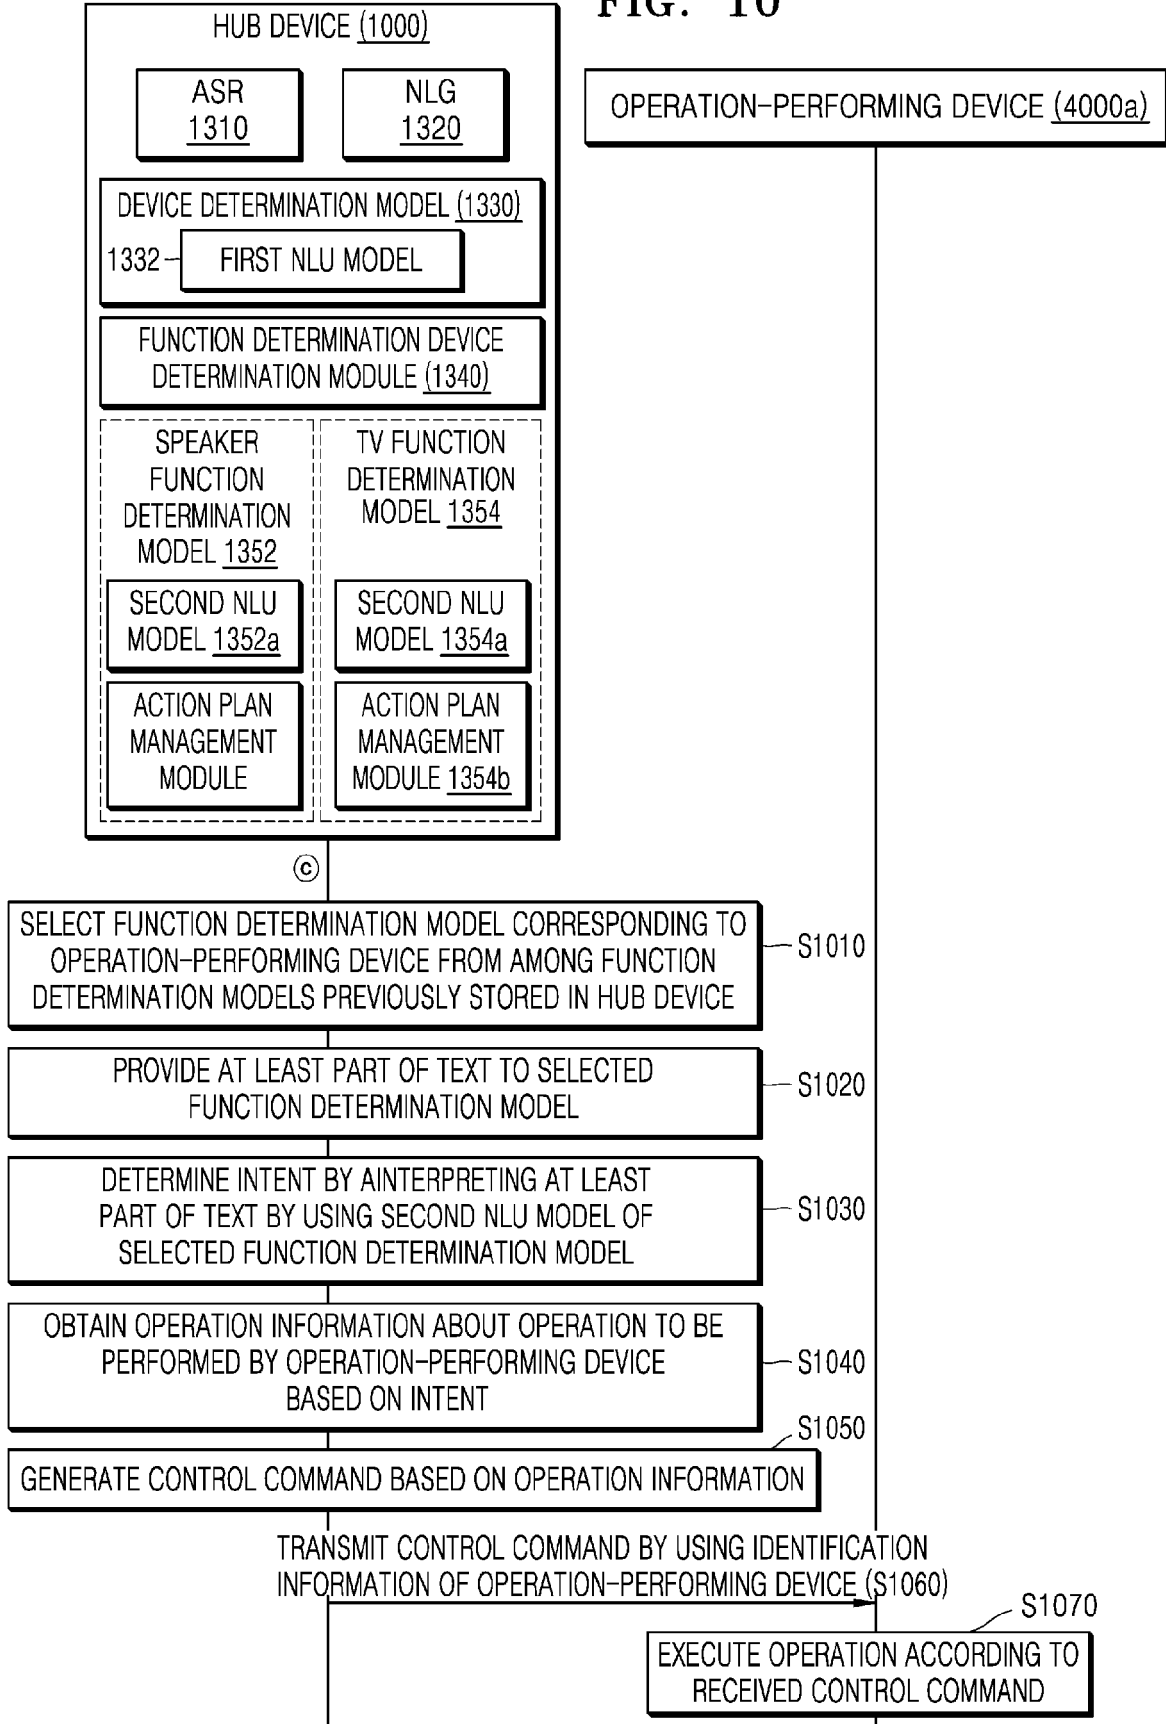 FIG. 10
HUB DEVICE (1000)
ASR
1310
NLG
1320
OPERATION-PERFORMING DEVICE (4000a)
DEVICE DETERMINATION MODEL (1330)
1332
FIRST NLU MODEL
FUNCTION DETERMINATION DEVICE
DETERMINATION MODULE (1340)
SPEAKER
FUNCTION
DETERMINATION
MODEL 1352
TV FUNCTION
DETERMINATION
MODEL 1354
SECOND NLU
MODEL 1352a
SECOND NLU
MODEL 1354a
ACTION PLAN
MANAGEMENT
MODULE
ACTION PLAN
MANAGEMENT
MODULE 1354b
c
SELECT FUNCTION DETERMINATION MODEL CORRESPONDING TO
OPERATION-PERFORMING DEVICE FROM AMONG FUNCTION
DETERMINATION MODELS PREVIOUSLY STORED IN HUB DEVICE
S1010
PROVIDE AT LEAST PART OF TEXT TO SELECTED
FUNCTION DETERMINATION MODEL
S1020
DETERMINE INTENT BY AINTERPRETING AT LEAST
PART OF TEXT BY USING SECOND NLU MODEL OF
SELECTED FUNCTION DETERMINATION MODEL
S1030
OBTAIN OPERATION INFORMATION ABOUT OPERATION TO BE
PERFORMED BY OPERATION-PERFORMING DEVICE
BASED ON INTENT
S1040
S1050
GENERATE CONTROL COMMAND BASED ON OPERATION INFORMATION
TRANSMIT CONTROL COMMAND BY USING IDENTIFICATION
INFORMATION OF OPERATION-PERFORMING DEVICE (S1060)
S1070
EXECUTE OPERATION ACCORDING TO
RECEIVED CONTROL COMMAND